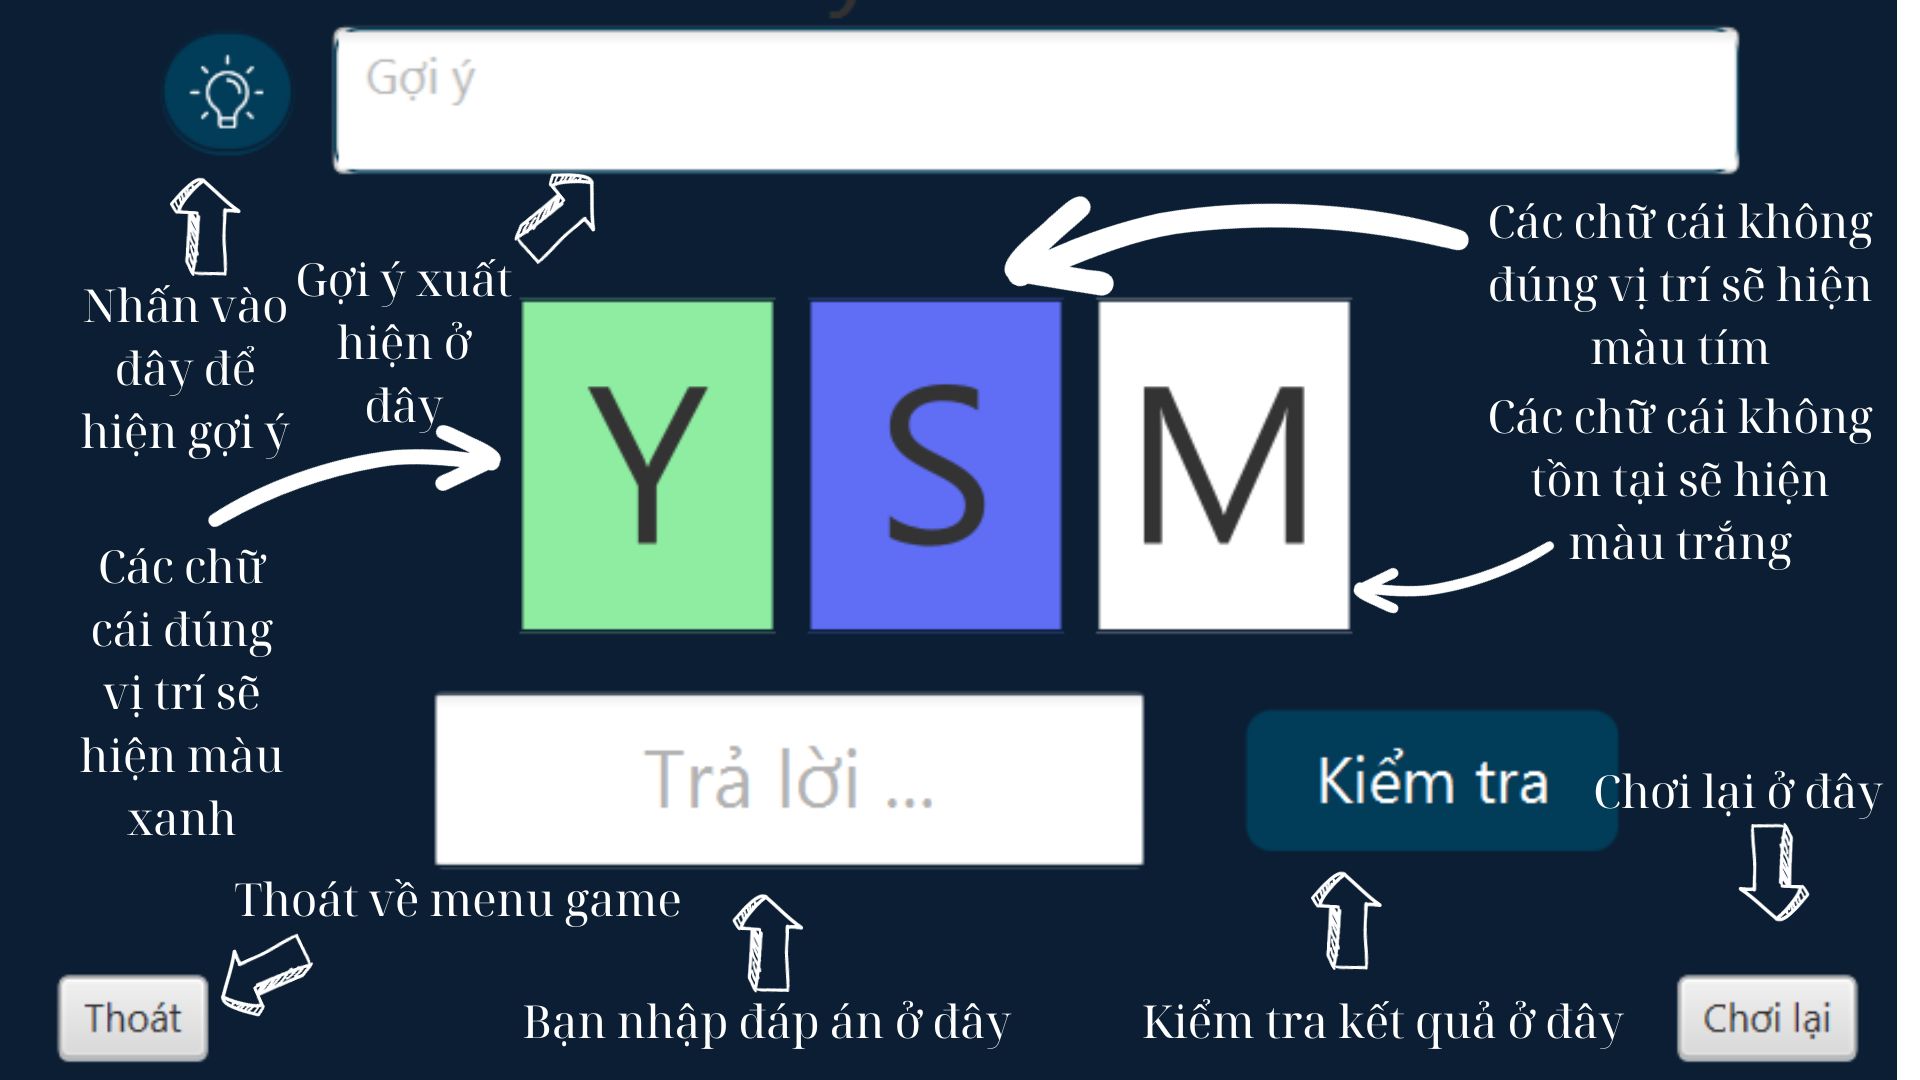 Gợi ý
Nhấn vào
đây để
hiện gợi ý
Gợi ý xuất
hiện ở
đây
Các chữ cái không
đúng vị trí sẽ hiện
màu tím
Các chữ cái không
tồn tại sẽ hiện
màu trắng
Y S M
Các chữ
cái đúng
vị trí sẽ
hiện màu
xanh
Trả lời ...
Kiểm tra
Chơi lại ở đây
Thoát về menu game
Thoát
Bạn nhập đáp án ở đây
Kiểm tra kết quả ở đây
Chơi lại